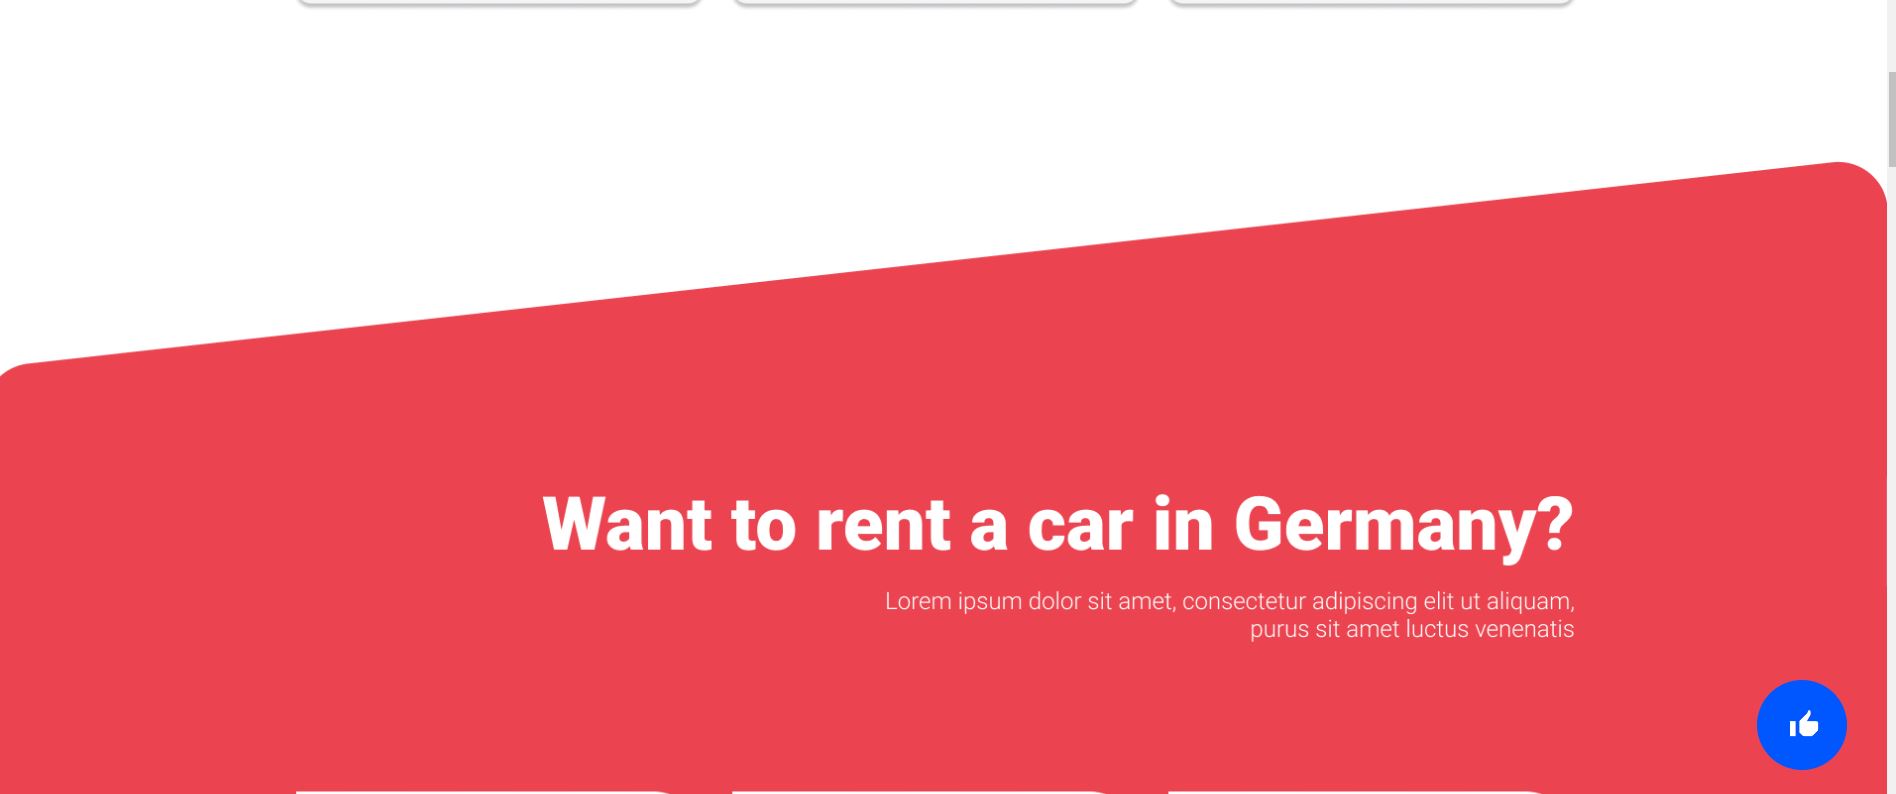 Want to rent a car in Germany?
Lorem ipsum dolor sit amet, consectetur adipiscing elit ut aliquam,
purus sit amet luctus venenatis